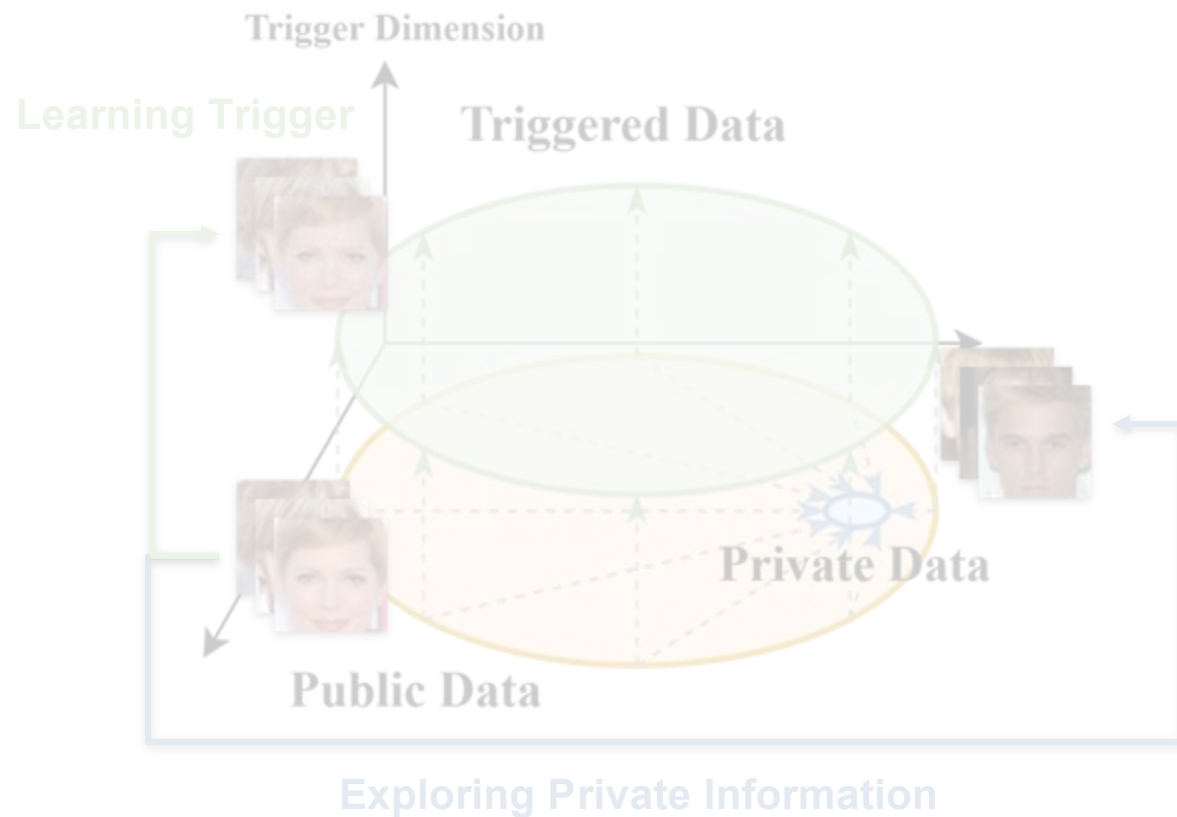 Trigger Dimension
Learning Trigger
Triggered Data
Private Data
Public Data
Exploring Private Information